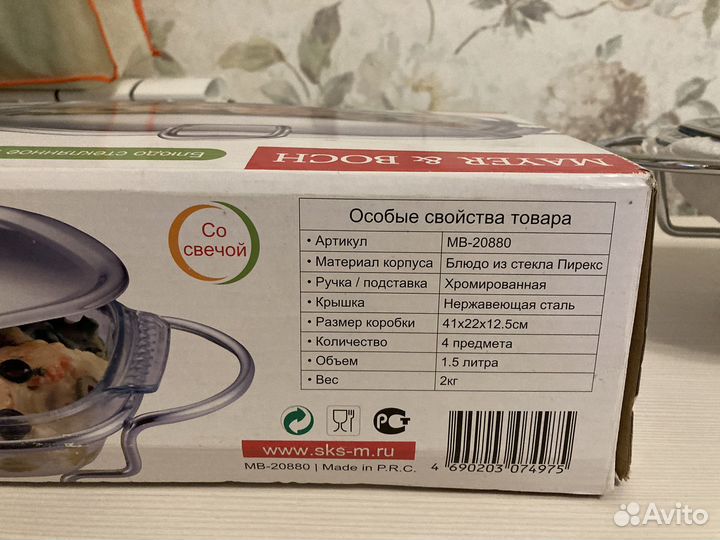 Блюдо стеклянное
MAYER & BOCH
Со
свечой
Особые свойства товара
• Артикул MB-20880
• Материал корпуса Блюдо из стекла Пирекс
• Ручка / подставка Хромированная
• Крышка Нержавеющая сталь
• Размер коробки 41x22x12.5см
• Количество 4 предмета
• Объем 1.5 литра
• Вес 2кг
РСТ
www.sks-m.ru
MB-20880 | Made in P.R.C.
4 690203 074975
Avito